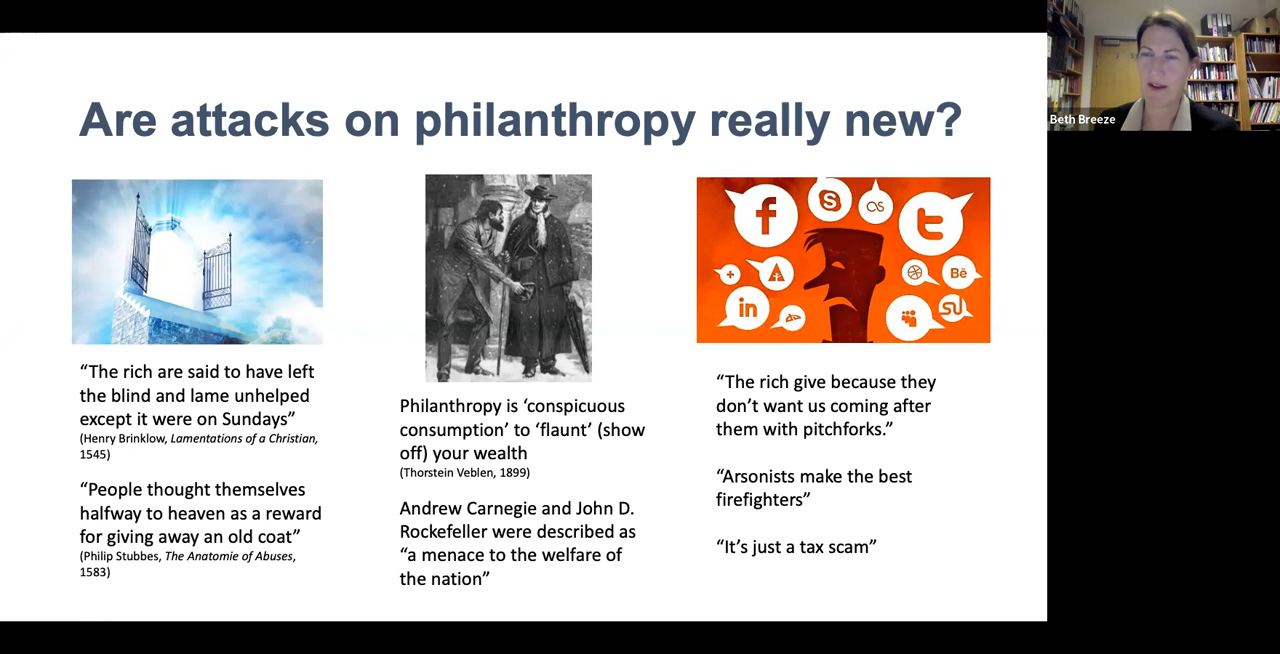 Are attacks on philanthropy really new?
Beth Breeze
f
S
as
t
+
Bē
in
“The rich are said to have left
the blind and lame unhelped
except it were on Sundays”
(Henry Brinklow, Lamentations of a Christian,
1545)
“People thought themselves
halfway to heaven as a reward
for giving away an old coat”
(Philip Stubbes, The Anatomie of Abuses,
1583)
Philanthropy is ‘conspicuous
consumption’ to ‘flaunt’ (show
off) your wealth
(Thorstein Veblen, 1899)
Andrew Carnegie and John D.
Rockefeller were described as
“a menace to the welfare of
the nation”
“The rich give because they
don’t want us coming after
them with pitchforks.”
“Arsonists make the best
firefighters”
“It’s just a tax scam”